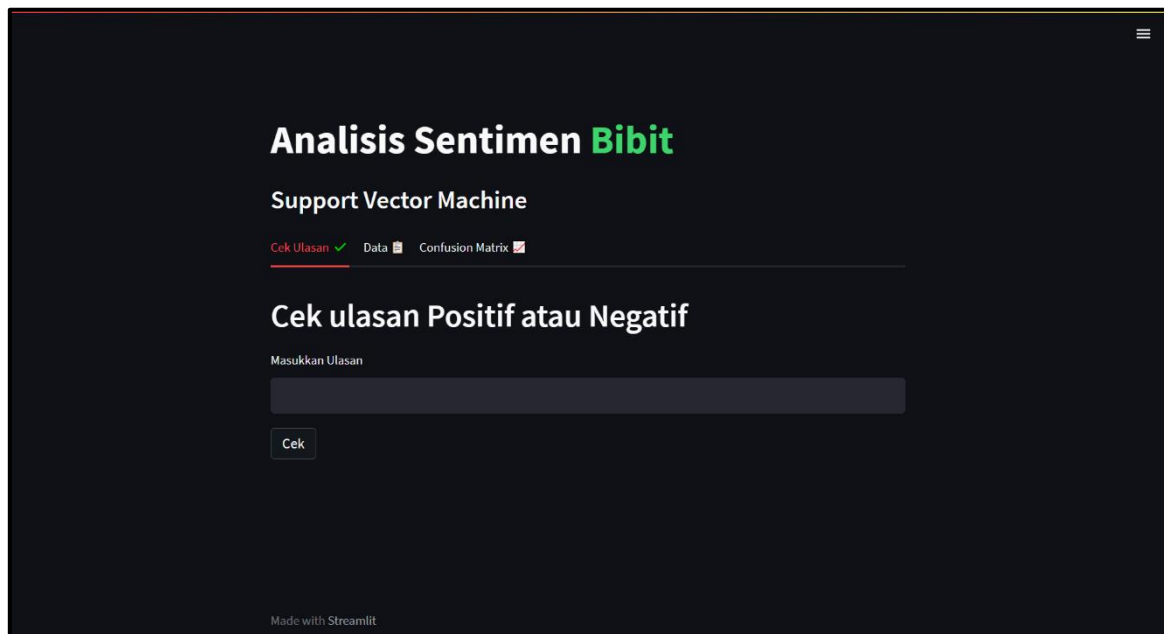 Analisis Sentimen Bibit
Support Vector Machine
Cek Ulasan ✓ Data 📋 Confusion Matrix 📈
Cek ulasan Positif atau Negatif
Masukkan Ulasan
Cek
Made with Streamlit